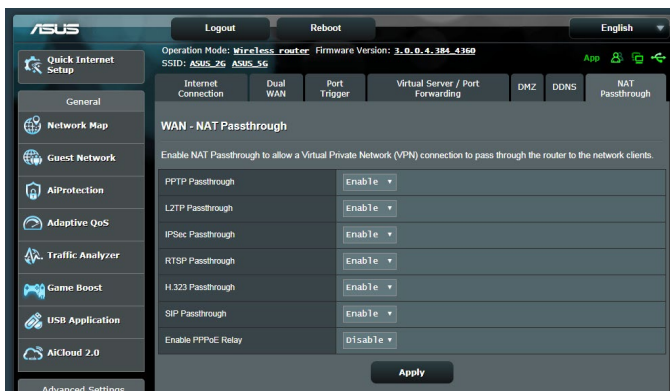 ASUS
Logout
Reboot
English
Quick Internet
Setup
Operation Mode: Wireless router Firmware Version: 3.0.0.4.384_4360
SSID: ASUS_2G ASUS_5G
App
General
Internet
Connection
Dual
WAN
Port
Trigger
Virtual Server / Port
Forwarding
DMZ
DDNS
NAT
Passthrough
Network Map
Guest Network
AiProtection
Adaptive QoS
Traffic Analyzer
Game Boost
USB Application
AiCloud 2.0
Advanced Settings
WAN - NAT Passthrough
Enable NAT Passthrough to allow a Virtual Private Network (VPN) connection to pass through the router to the network clients.
PPTP Passthrough Enable
L2TP Passthrough Enable
IPSec Passthrough Enable
RTSP Passthrough Enable
H.323 Passthrough Enable
SIP Passthrough Enable
Enable PPPoE Relay Disable
Apply